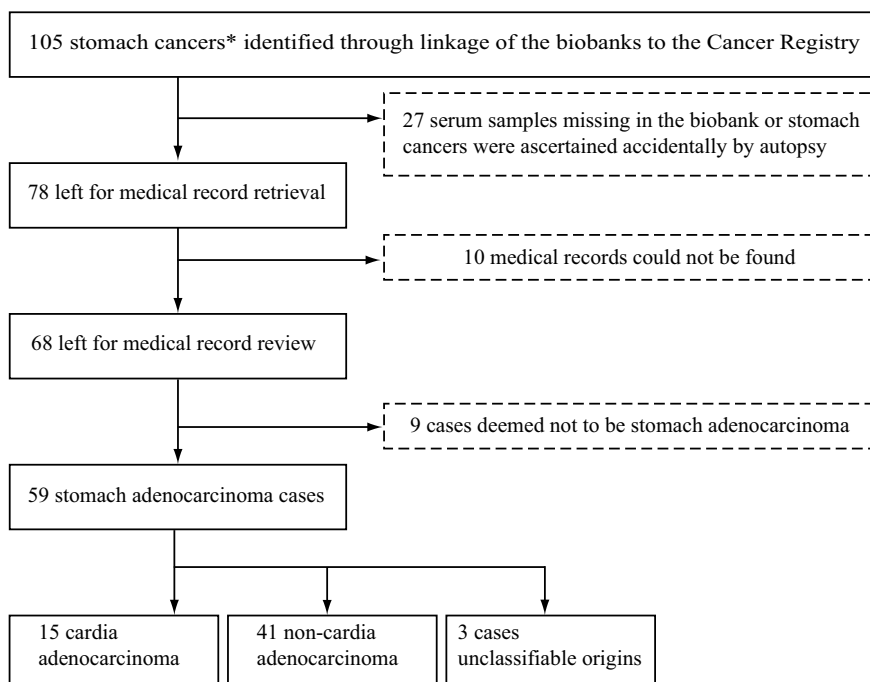 105 stomach cancers* identified through linkage of the biobanks to the Cancer Registry
27 serum samples missing in the biobank or stomach
cancers were ascertained accidentally by autopsy
78 left for medical record retrieval
10 medical records could not be found
68 left for medical record review
9 cases deemed not to be stomach adenocarcinoma
59 stomach adenocarcinoma cases
15 cardia
adenocarcinoma
41 non-cardia
adenocarcinoma
3 cases
unclassifiable origins